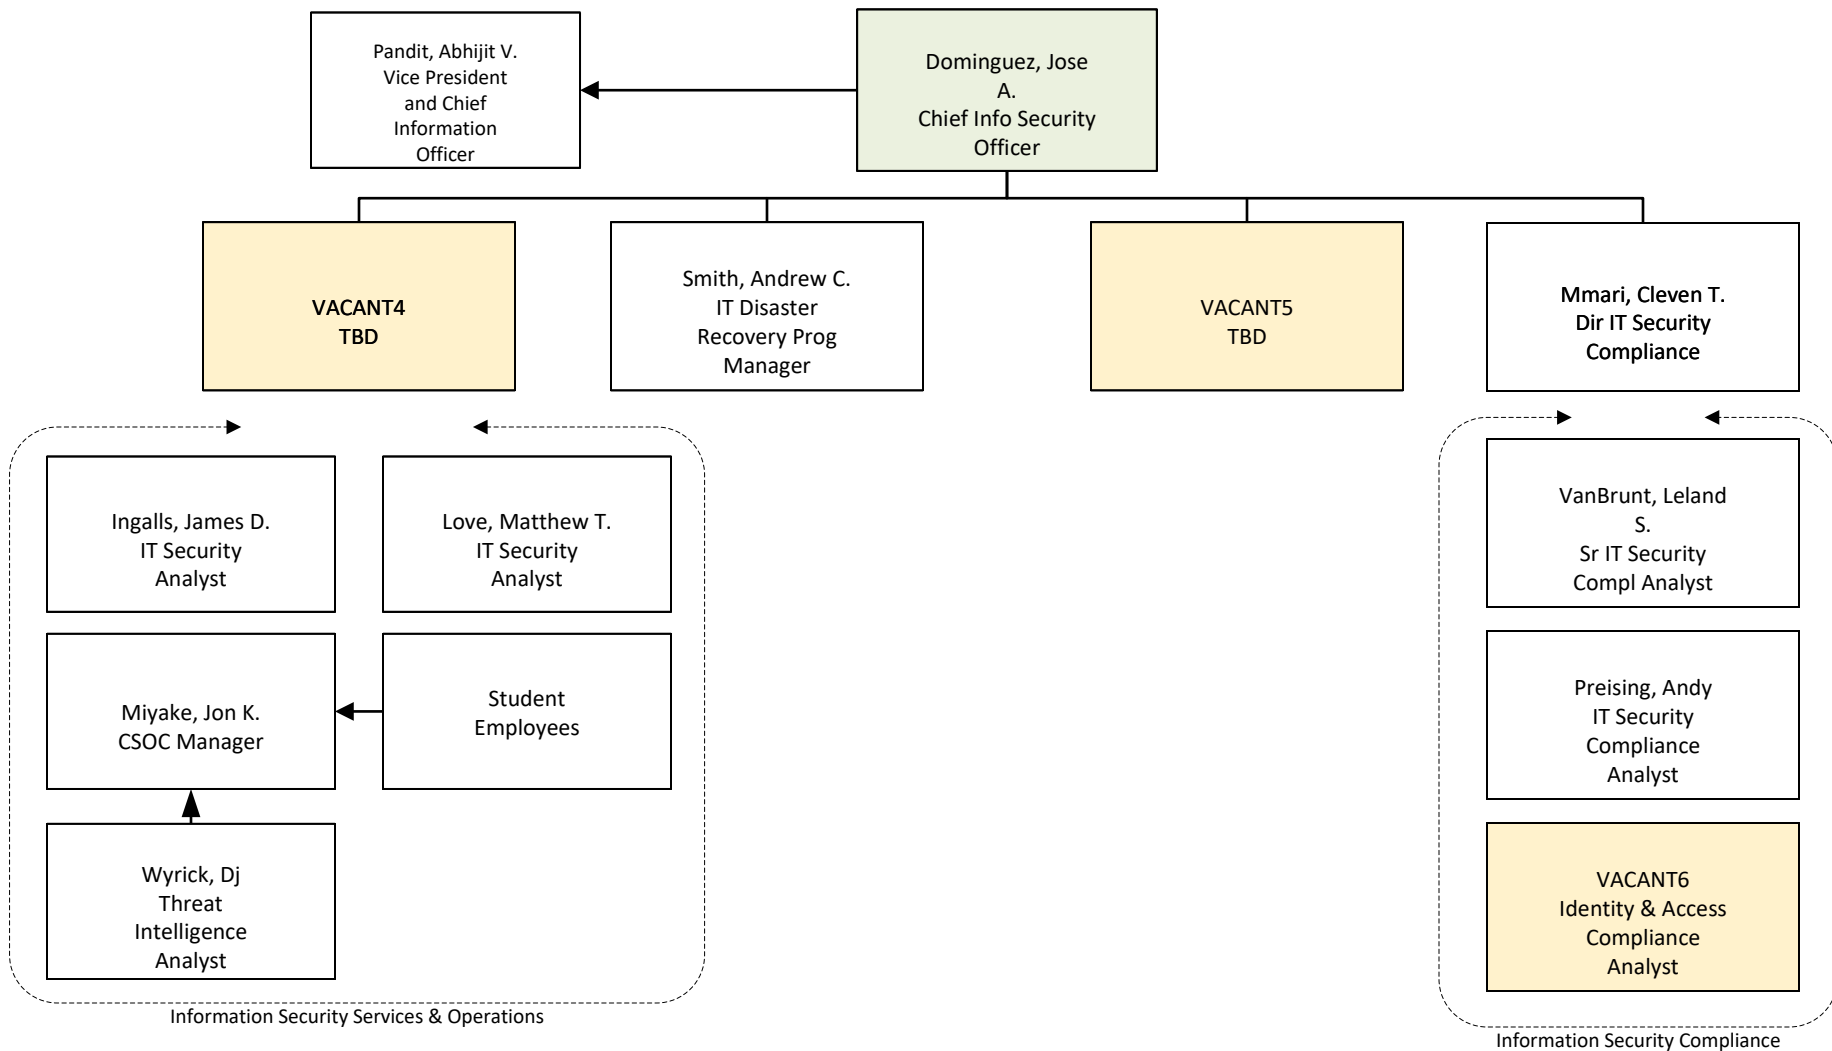 Pandit, Abhijit V.
Vice President
and Chief
Information
Officer
Dominguez, Jose
A.
Chief Info Security
Officer
VACANT4
TBD
Smith, Andrew C.
IT Disaster
Recovery Prog
Manager
VACANT5
TBD
Mmari, Cleven T.
Dir IT Security
Compliance
Ingalls, James D.
IT Security
Analyst
Love, Matthew T.
IT Security
Analyst
Miyake, Jon K.
CSOC Manager
Student
Employees
Wyrick, Dj
Threat
Intelligence
Analyst
Information Security Services & Operations
VanBrunt, Leland
S.
Sr IT Security
Compl Analyst
Preising, Andy
IT Security
Compliance
Analyst
VACANT6
Identity & Access
Compliance
Analyst
Information Security Compliance